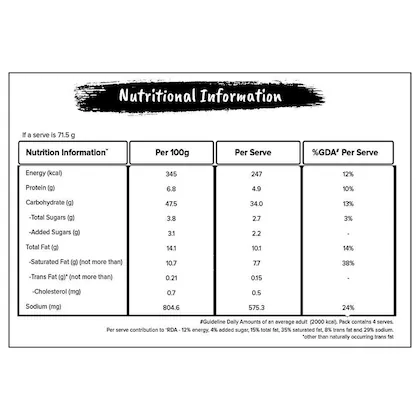 Nutritional Information
If a serve is 71.5 g
Nutrition Information* Per 100g Per Serve %GDA# Per Serve
Energy (kcal) 345 247 12%
Protein (g) 6.8 4.9 10%
Carbohydrate (g) 47.5 34.0 13%
-Total Sugars (g) 3.8 2.7 3%
-Added Sugars (g) 3.1 2.2 -
Total Fat (g) 14.1 10.1 14%
-Saturated Fat (g) (not more than) 10.7 7.7 38%
-Trans Fat (g)* (not more than) 0.21 0.15 -
-Cholesterol (mg) 0.7 0.5
Sodium (mg) 804.6 575.3 24%
#Guideline Daily Amounts of an average adult (2000 kcal). Pack contains 4 serves.
Per serve contribution to ˜RDA - 12% energy, 4% added sugar, 15% total fat, 35% saturated fat, 8% trans fat and 29% sodium.
*other than naturally occurring trans fat